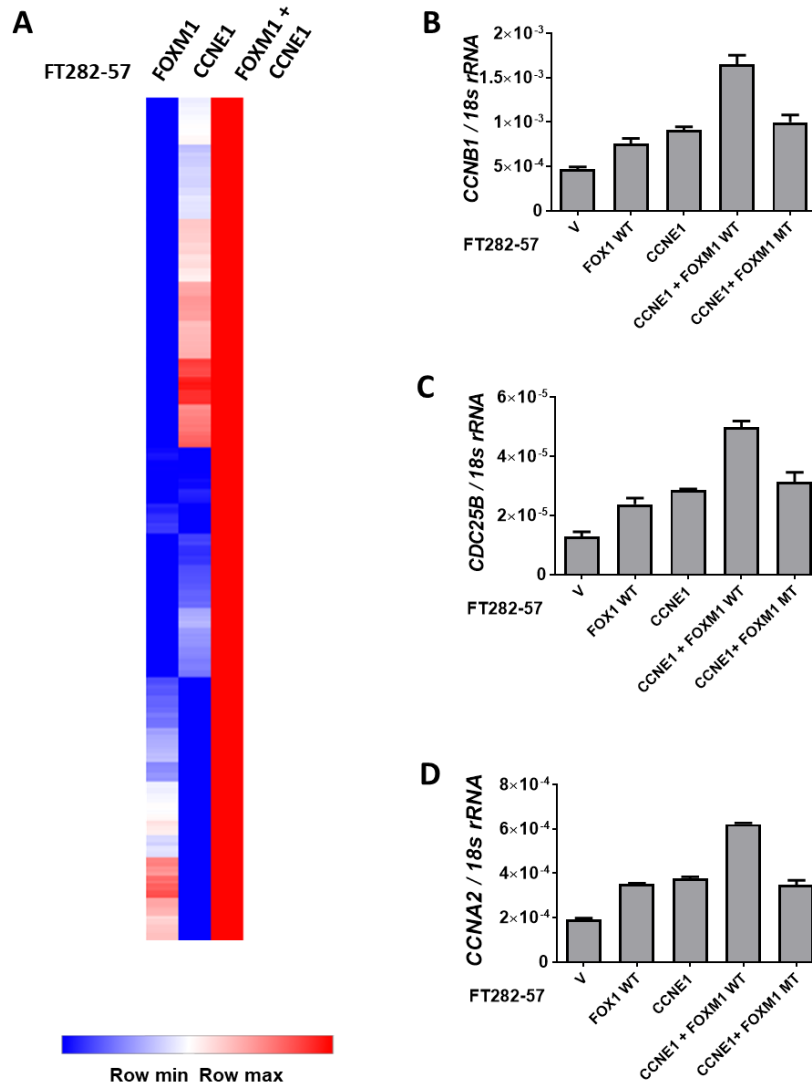 A
FT282-57
FOXM1
CCNE1
FOXM1 +
CCNE1
Row min Row max
B
CCNB1 / 18s rRNA
2×10-3
1.5×10-3
1×10-3
5×10-4
0
V
FOX1 WT
CCNE1
CCNE1 + FOXM1 WT
CCNE1+ FOXM1 MT
FT282-57
C
CDC25B / 18s rRNA
6×10-5
4×10-5
2×10-5
0
V
FOX1 WT
CCNE1
CCNE1 + FOXM1 WT
CCNE1+ FOXM1 MT
FT282-57
D
CCNA2 / 18s rRNA
8×10-4
6×10-4
4×10-4
2×10-4
0
V
FOX1 WT
CCNE1
CCNE1 + FOXM1 WT
CCNE1+ FOXM1 MT
FT282-57